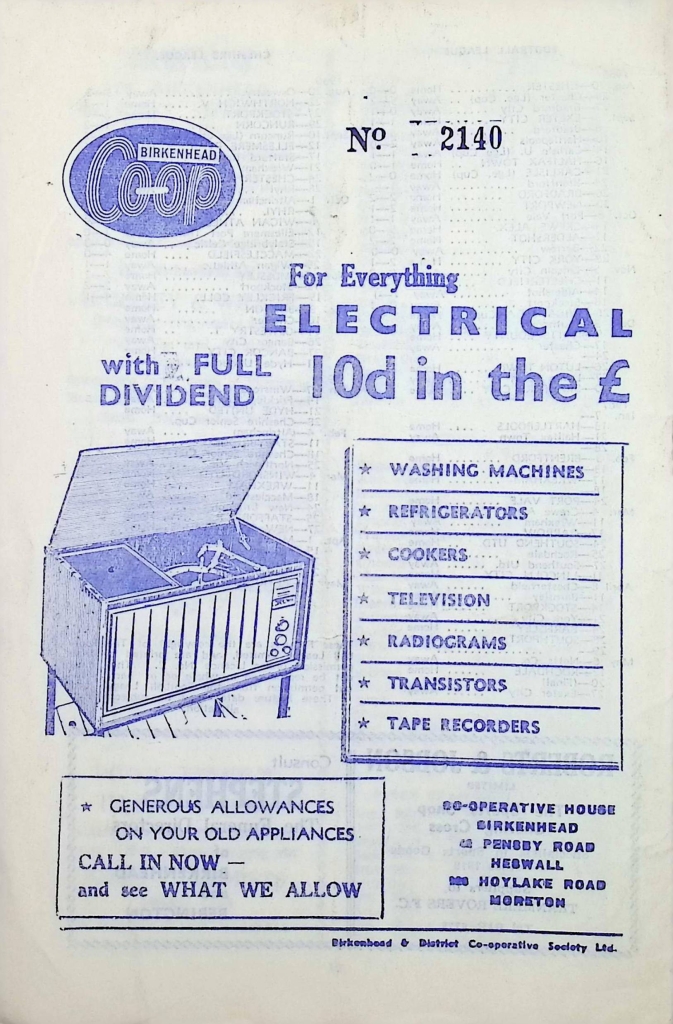 BIRKENHEAD
Co-op
Nº 2140
For Everything
ELECTRICAL
with FULL
DIVIDEND
10d in the £
★ WASHING MACHINES
★ REFRIGERATORS
★ COOKERS
★ TELEVISION
★ RADIOGRAMS
★ TRANSISTORS
★ TAPE RECORDERS
★ GENEROUS ALLOWANCES
ON YOUR OLD APPLIANCES
CALL IN NOW —
and see WHAT WE ALLOW
CO-OPERATIVE HOUSE
BIRKENHEAD
PENSBY ROAD
HESWALL
HOYLAKE ROAD
MORETON
Birkenhead & District Co-operative Society Ltd.